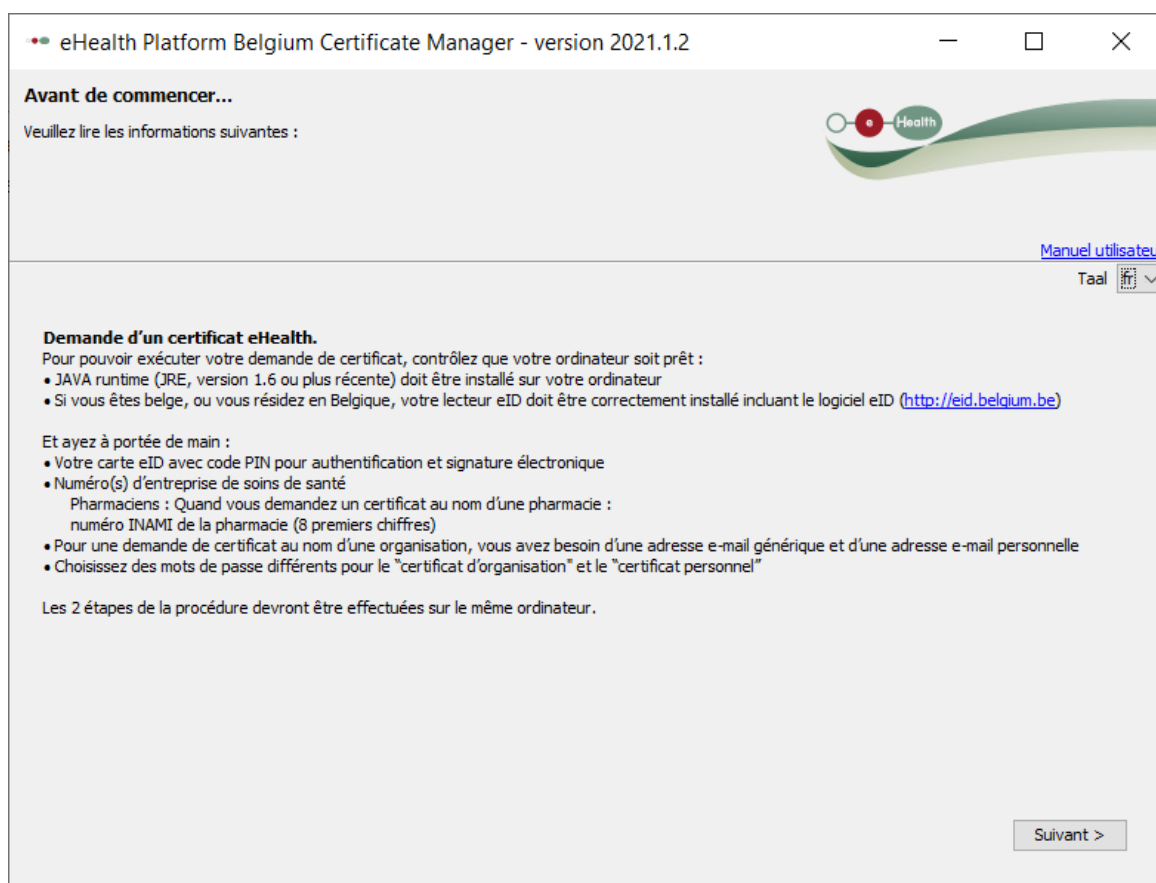 eHealth Platform Belgium Certificate Manager - version 2021.1.2
Avant de commencer...
Veuillez lire les informations suivantes :
e Health
Manuel utilisateu
Taal fr
Demande d'un certificat eHealth.
Pour pouvoir exécuter votre demande de certificat, contrôlez que votre ordinateur soit prêt :
• JAVA runtime (JRE, version 1.6 ou plus récente) doit être installé sur votre ordinateur
• Si vous êtes belge, ou vous résidez en Belgique, votre lecteur eID doit être correctement installé incluant le logiciel eID (http://eid.belgium.be)
Et ayez à portée de main :
• Votre carte eID avec code PIN pour authentification et signature électronique
• Numéro(s) d'entreprise de soins de santé
Pharmaciens : Quand vous demandez un certificat au nom d'une pharmacie :
numéro INAMI de la pharmacie (8 premiers chiffres)
• Pour une demande de certificat au nom d'une organisation, vous avez besoin d'une adresse e-mail générique et d'une adresse e-mail personnelle
• Choisissez des mots de passe différents pour le "certificat d'organisation" et le "certificat personnel"
Les 2 étapes de la procédure devront être effectuées sur le même ordinateur.
Suivant >